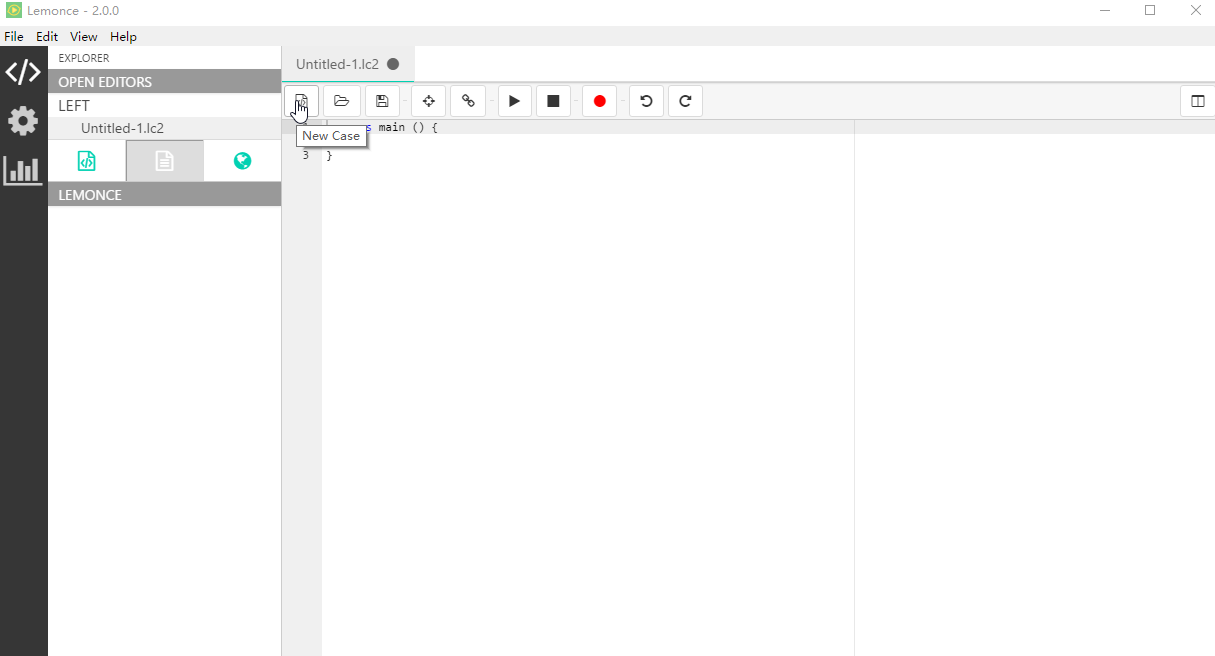 Lemonce - 2.0.0
File Edit View Help
EXPLORER
OPEN EDITORS
LEFT
Untitled-1.lc2
LEMONCE
Untitled-1.lc2
New Case
main () {
3 }